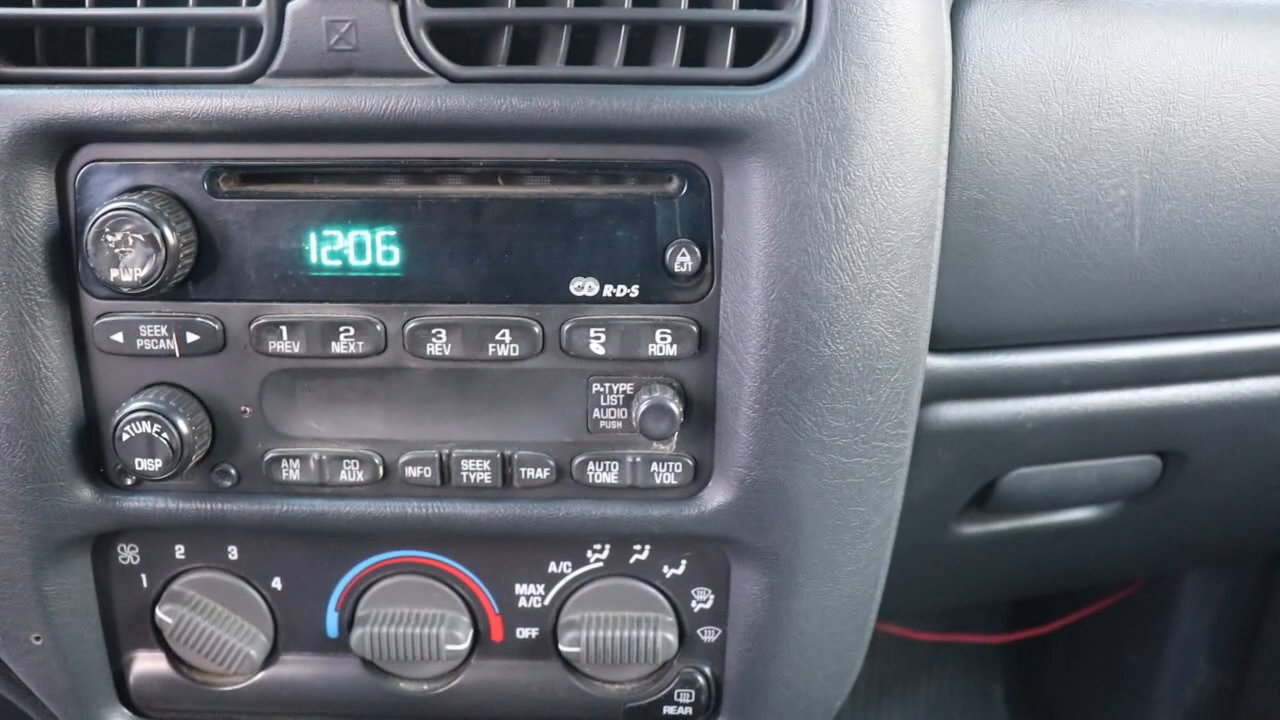 12:06
PWR
EJT
R·D·S
SEEK
PSCAN
1
PREV
2
NEXT
3
REV
4
FWD
5
6
RDM
P-TYPE
LIST
AUDIO
PUSH
TUNE
DISP
AM
FM
CD
AUX
INFO
SEEK
TYPE
TRAF
AUTO
TONE
AUTO
VOL
1
2
3
4
A/C
MAX
A/C
OFF
REAR